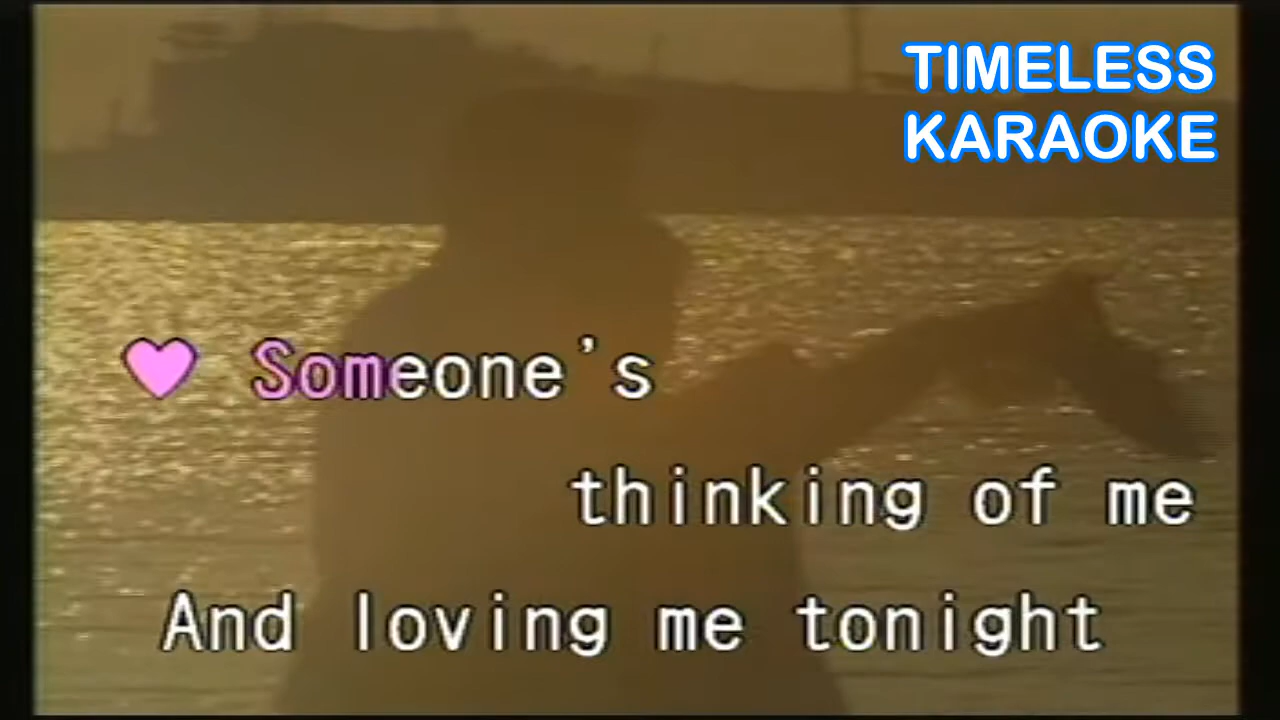 TIMELESS
KARAOKE
♥ Someone's
thinking of me
And loving me tonight